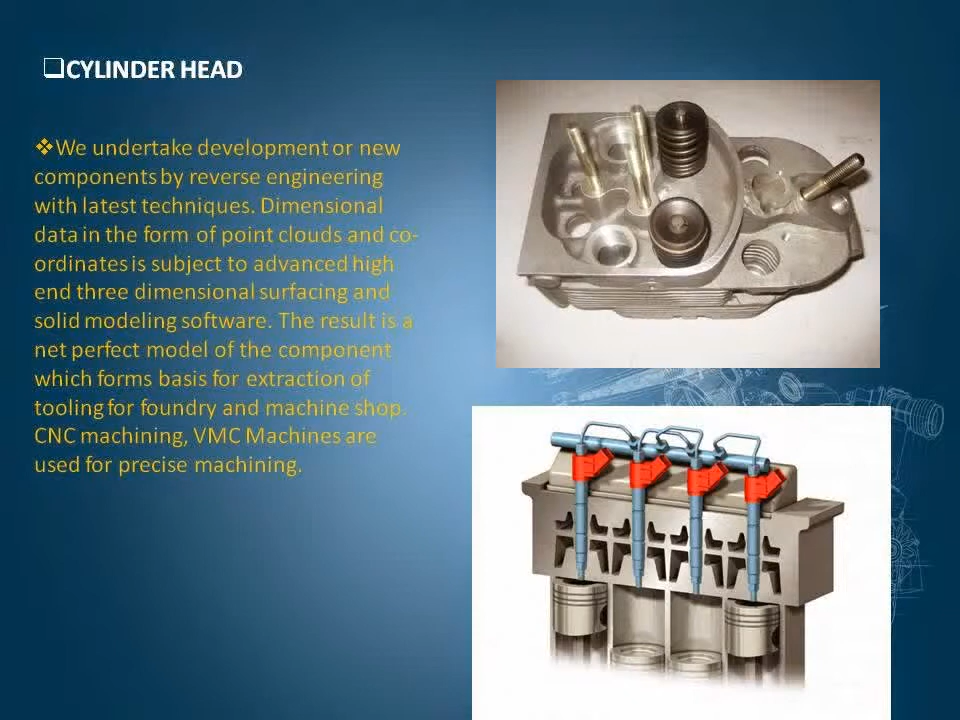 ❑CYLINDER HEAD
❖We undertake development or new
components by reverse engineering
with latest techniques. Dimensional
data in the form of point clouds and co-
ordinates is subject to advanced high
end three dimensional surfacing and
solid modeling software. The result is a
net perfect model of the component
which forms basis for extraction of
tooling for foundry and machine shop.
CNC machining, VMC Machines are
used for precise machining.